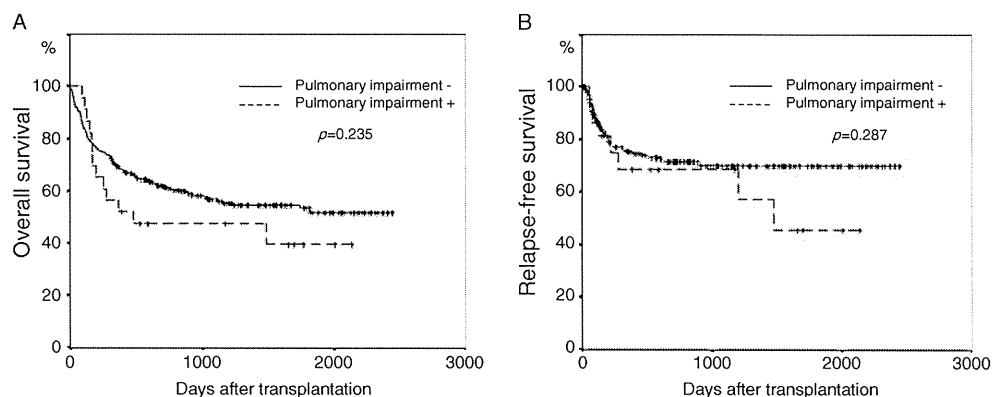 A
%
100
80
60
40
20
0
Overall survival
Pulmonary impairment -
Pulmonary impairment +
p=0.235
0 1000 2000 3000
Days after transplantation
B
%
100
80
60
40
20
0
Relapse-free survival
Pulmonary impairment -
Pulmonary impairment +
p=0.287
0 1000 2000 3000
Days after transplantation